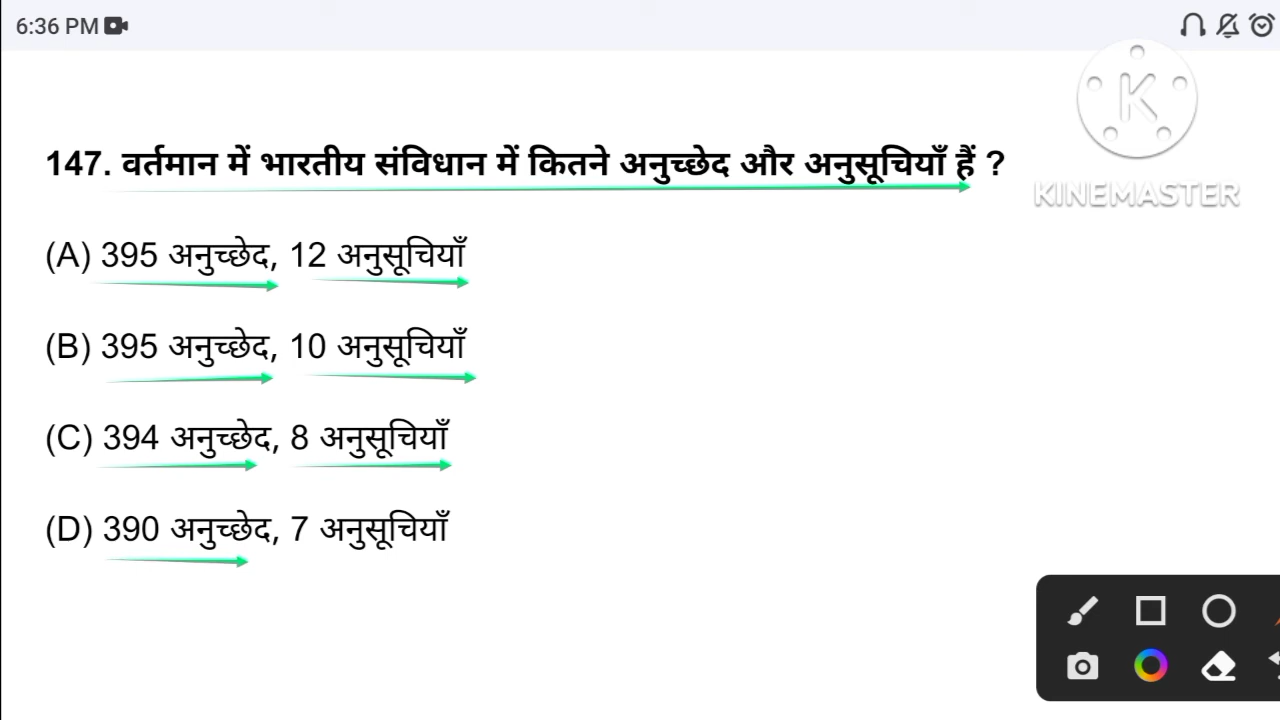 6:36 PM
K
KINEMASTER
147. वर्तमान में भारतीय संविधान में कितने अनुच्छेद और अनुसूचियाँ हैं ?
(A) 395 अनुच्छेद, 12 अनुसूचियाँ
(B) 395 अनुच्छेद, 10 अनुसूचियाँ
(C) 394 अनुच्छेद, 8 अनुसूचियाँ
(D) 390 अनुच्छेद, 7 अनुसूचियाँ